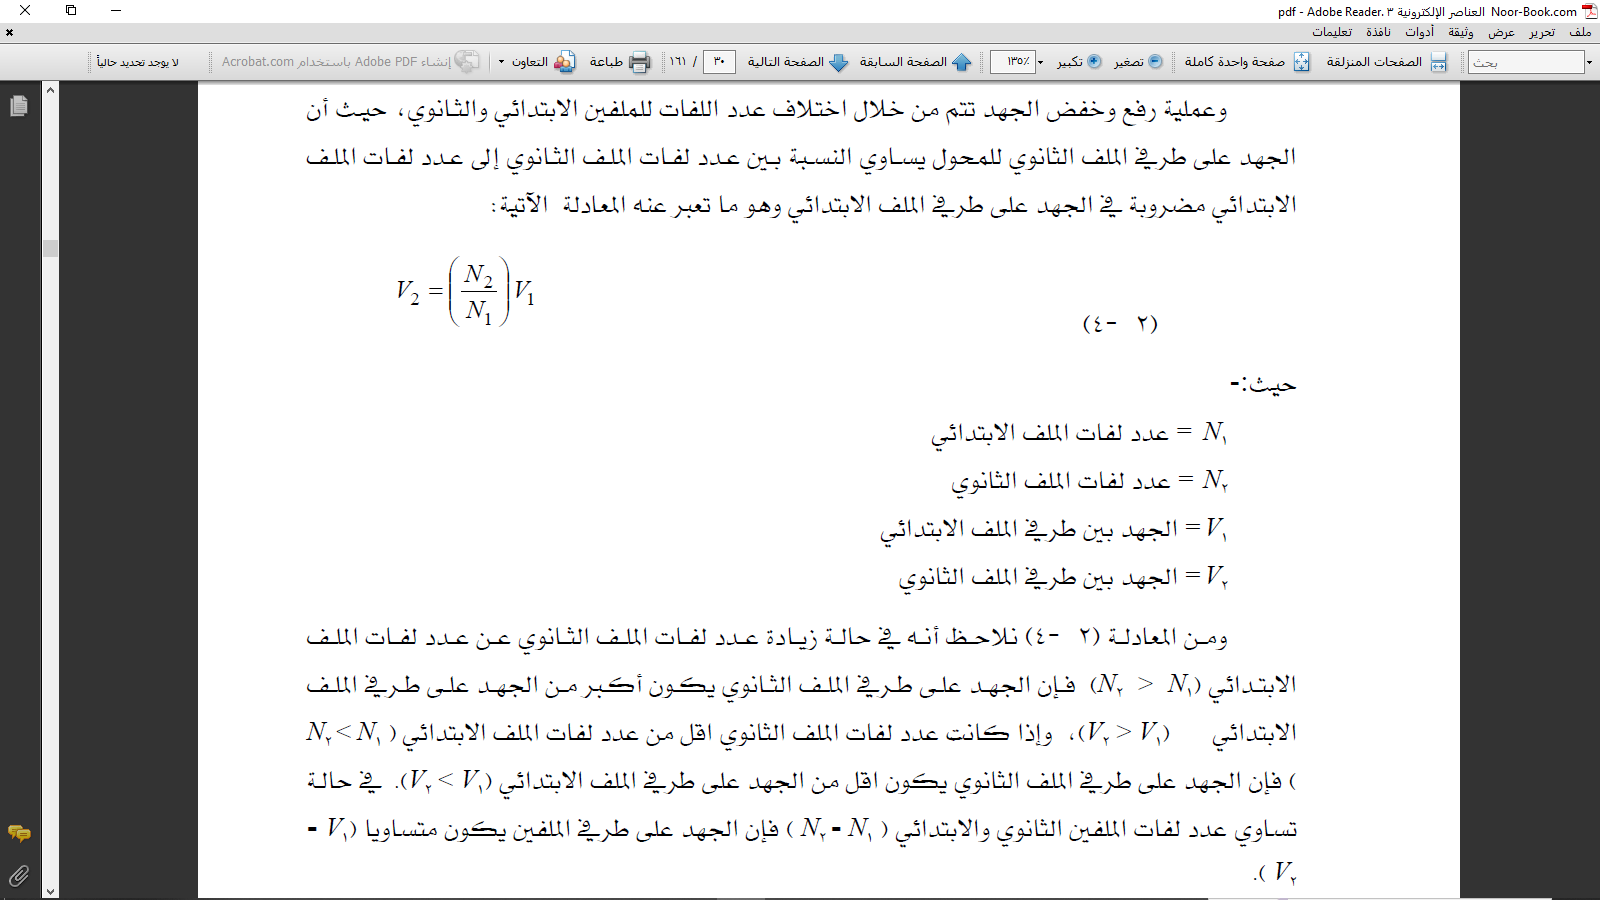 Noor-Book.com العناصر الإلكترونية ٣ .pdf - Adobe Reader
ملف تحرير عرض وثيقة أدوات نافذة تعليمات
بحث الصفحات المنزلقة صفحة واحدة كاملة تصغير تكبير ١٣٥٪ الصفحة السابقة الصفحة التالية ٣٠ / ١٦١ طباعة التعاون إنشاء Adobe PDF باستخدام Acrobat.com لا يوجد تحديد حالياً
وعملية رفع وخفض الجهد تتم من خلال اختلاف عدد اللفات للملفين الابتدائي والثانوي، حيث أن
الجهد على طرفي الملف الثانوي للمحول يساوي النسبة بين عدد لفات الملف الثانوي إلى عدد لفات الملف
الابتدائي مضروبة في الجهد على طرفي الملف الابتدائي وهو ما تعبر عنه المعادلة الآتية:
V2 = (N2/N1) V1
(٢ -٤)
حيث:-
N١ = عدد لفات الملف الابتدائي
N٢ = عدد لفات الملف الثانوي
V١ = الجهد بين طرفي الملف الابتدائي
V٢ = الجهد بين طرفي الملف الثانوي
ومن المعادلة (٢ -٤) نلاحظ أنه في حالة زيادة عدد لفات الملف الثانوي عن عدد لفات الملف
الابتدائي (N٢ > N١) فإن الجهد على طرفي الملف الثانوي يكون أكبر من الجهد على طرفي الملف
الابتدائي (V٢ > V١)، وإذا كانت عدد لفات الملف الثانوي اقل من عدد لفات الملف الابتدائي ( N٢ < N١
) فإن الجهد على طرفي الملف الثانوي يكون اقل من الجهد على طرفي الملف الابتدائي (V٢ < V١). في حالة
تساوي عدد لفات الملفين الثانوي والابتدائي ( N٢ - N١ ) فإن الجهد على طرفي الملفين يكون متساويا (V١ -
V٢ ).